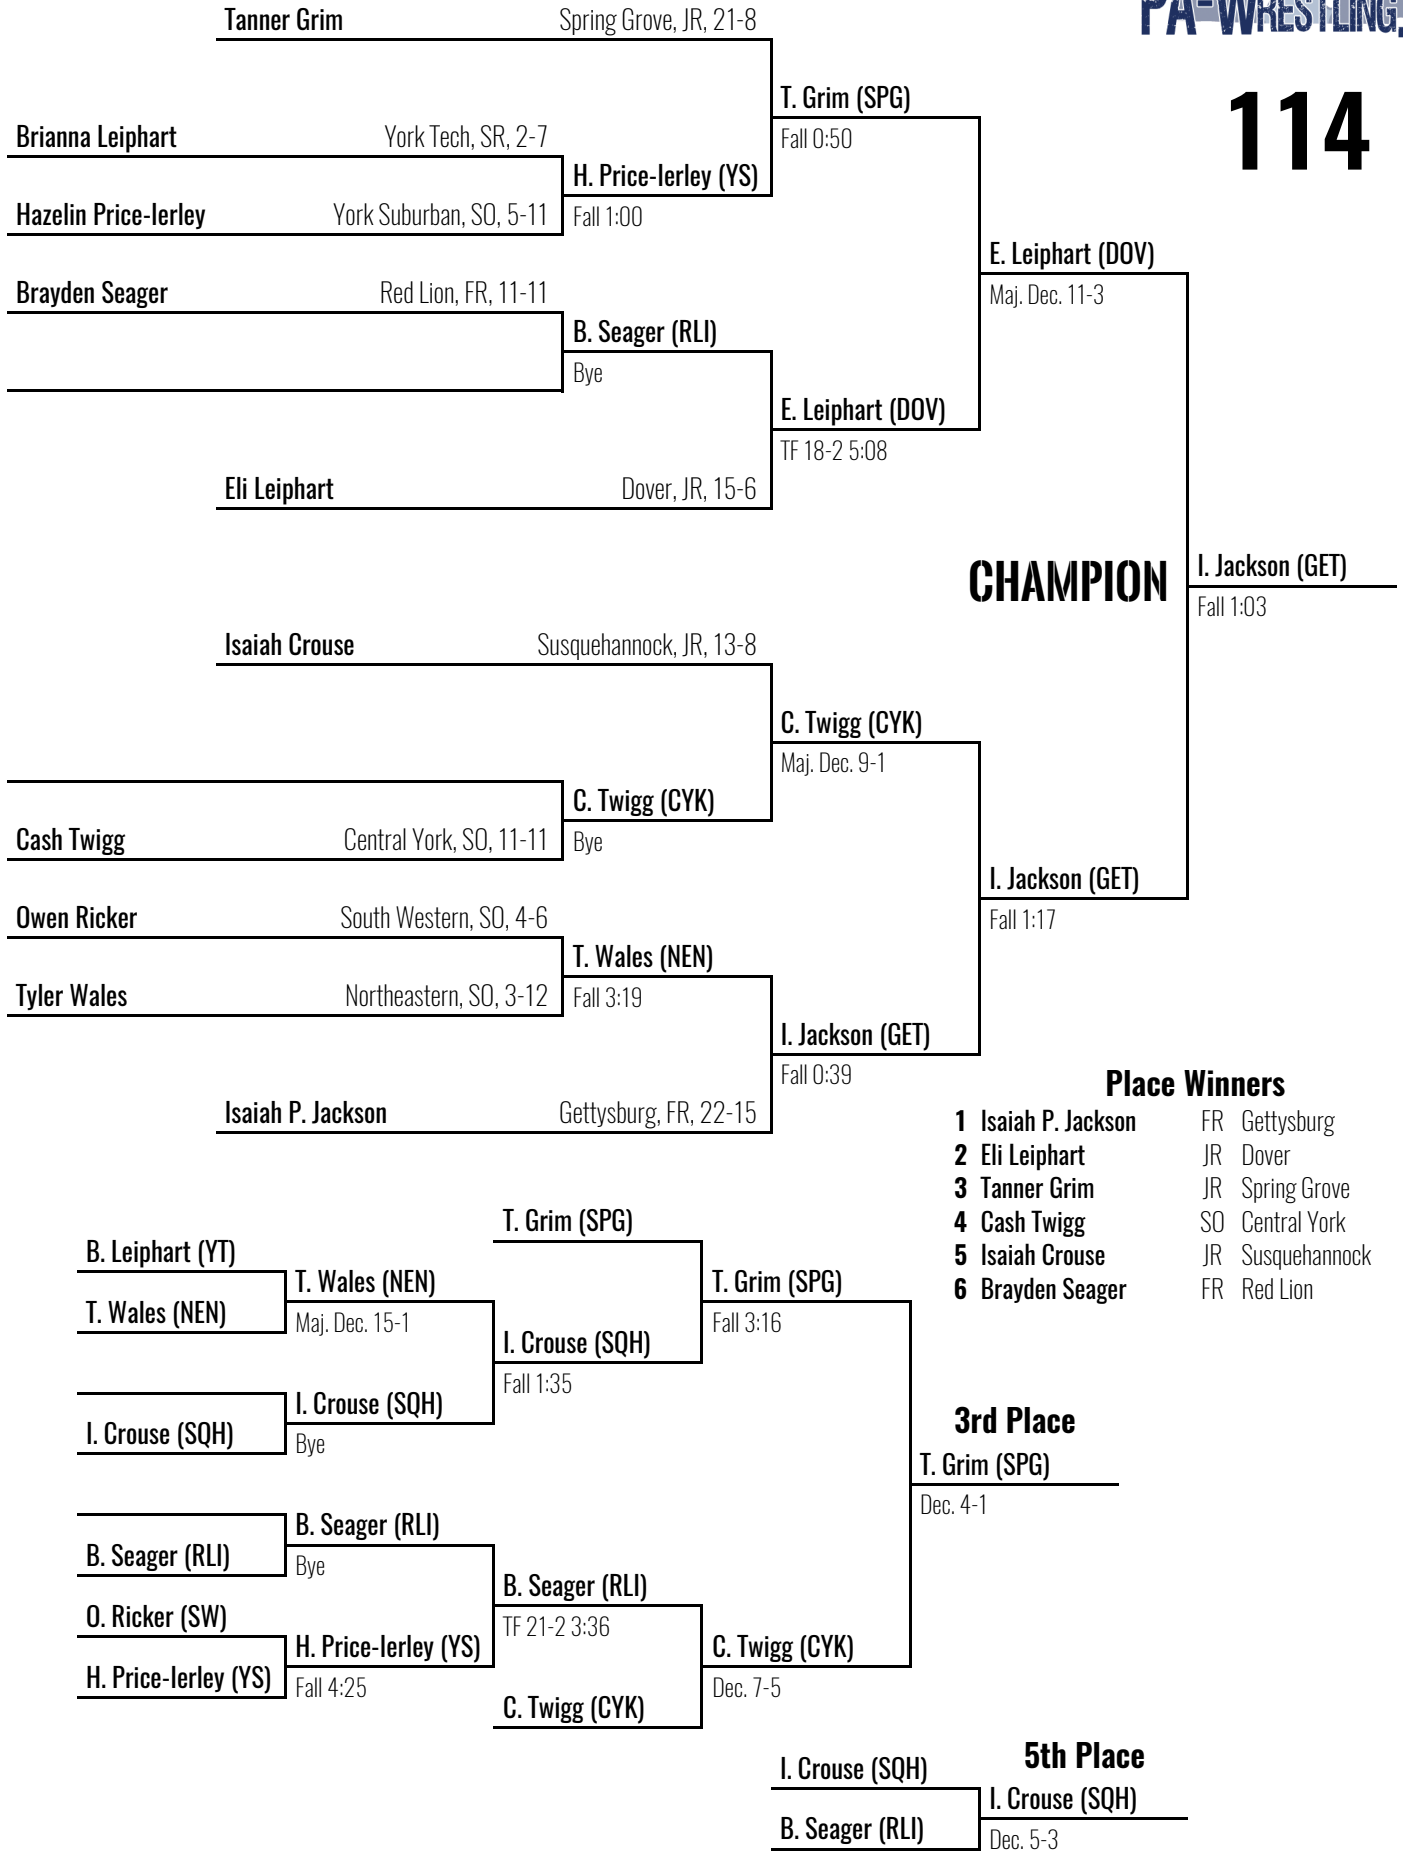 PA-WRESTLING.
114
Tanner Grim Spring Grove, JR, 21-8
T. Grim (SPG)
Fall 0:50
Brianna Leiphart York Tech, SR, 2-7
H. Price-Ierley (YS)
Fall 1:00
Hazelin Price-Ierley York Suburban, SO, 5-11
E. Leiphart (DOV)
Maj. Dec. 11-3
Brayden Seager Red Lion, FR, 11-11
B. Seager (RLI)
Bye
E. Leiphart (DOV)
TF 18-2 5:08
Eli Leiphart Dover, JR, 15-6
CHAMPION
I. Jackson (GET)
Fall 1:03
Isaiah Crouse Susquehannock, JR, 13-8
C. Twigg (CYK)
Maj. Dec. 9-1
C. Twigg (CYK)
Bye
Cash Twigg Central York, SO, 11-11
I. Jackson (GET)
Fall 1:17
Owen Ricker South Western, SO, 4-6
T. Wales (NEN)
Fall 3:19
Tyler Wales Northeastern, SO, 3-12
I. Jackson (GET)
Fall 0:39
Isaiah P. Jackson Gettysburg, FR, 22-15
Place Winners
1 Isaiah P. Jackson FR Gettysburg
2 Eli Leiphart JR Dover
3 Tanner Grim JR Spring Grove
4 Cash Twigg SO Central York
5 Isaiah Crouse JR Susquehannock
6 Brayden Seager FR Red Lion
T. Grim (SPG)
B. Leiphart (YT)
T. Wales (NEN)
Maj. Dec. 15-1
T. Wales (NEN)
T. Grim (SPG)
Fall 3:16
I. Crouse (SQH)
Fall 1:35
I. Crouse (SQH)
Bye
I. Crouse (SQH)
3rd Place
T. Grim (SPG)
Dec. 4-1
B. Seager (RLI)
Bye
B. Seager (RLI)
B. Seager (RLI)
TF 21-2 3:36
O. Ricker (SW)
H. Price-Ierley (YS)
Fall 4:25
H. Price-Ierley (YS)
C. Twigg (CYK)
Dec. 7-5
C. Twigg (CYK)
5th Place
I. Crouse (SQH)
I. Crouse (SQH)
Dec. 5-3
B. Seager (RLI)